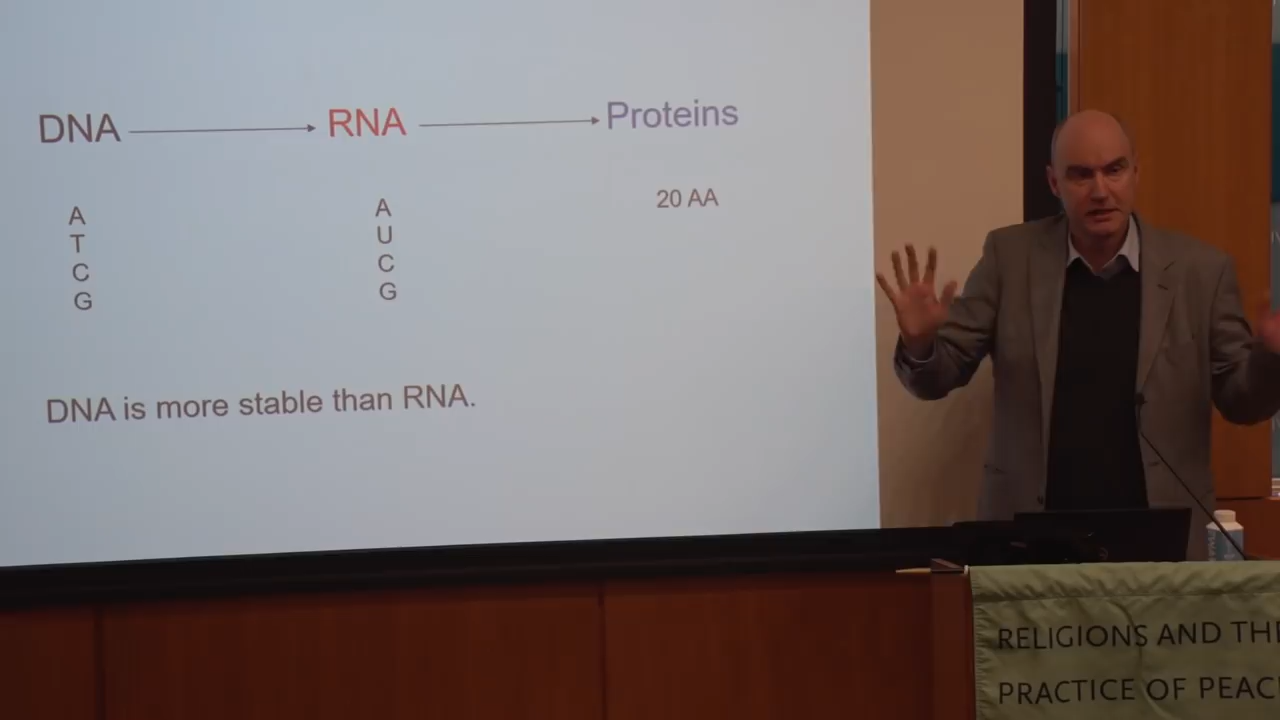 DNA → RNA → Proteins
A
T
C
G
A
U
C
G
20 AA
DNA is more stable than RNA.
RELIGIONS AND THE
PRACTICE OF PEAC